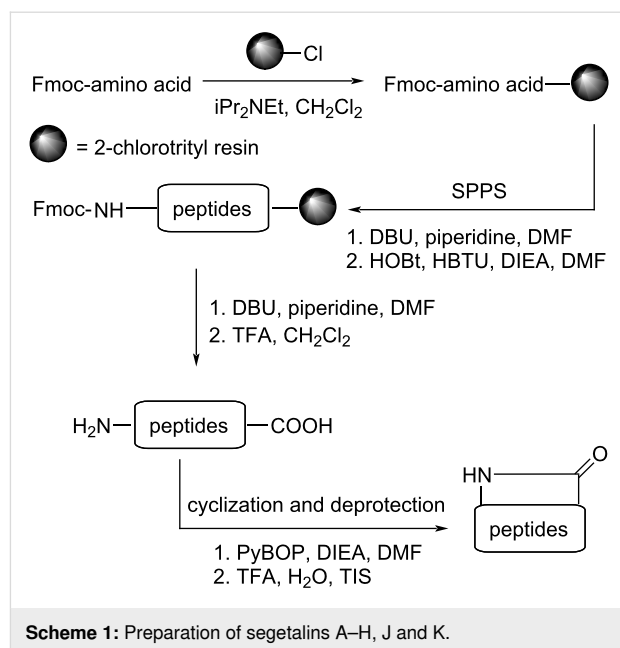 Cl
Fmoc-amino acid
iPr₂NEt, CH₂Cl₂
Fmoc-amino acid
= 2-chlorotrityl resin
SPPS
Fmoc-NH
peptides
1. DBU, piperidine, DMF
2. HOBt, HBTU, DIEA, DMF
1. DBU, piperidine, DMF
2. TFA, CH₂Cl₂
H₂N
peptides
COOH
cyclization and deprotection
1. PyBOP, DIEA, DMF
2. TFA, H₂O, TIS
HN
O
peptides
Scheme 1: Preparation of segetalins A–H, J and K.